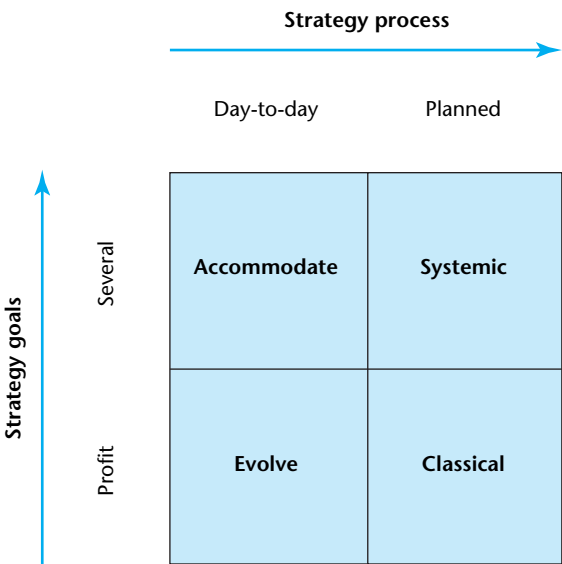 Strategy process
Day-to-day
Planned
Strategy goals
Several
Accommodate
Systemic
Profit
Evolve
Classical